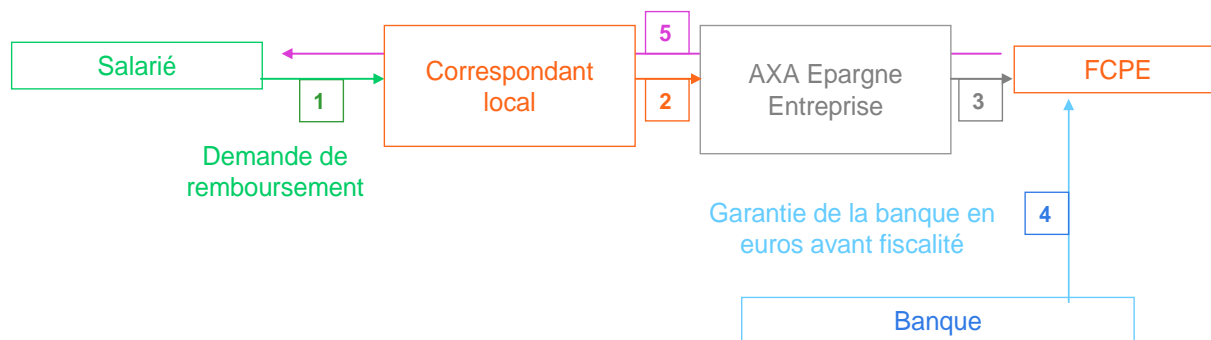 5
Salarié
Correspondant
local
AXA Epargne
Entreprise
FCPE
1
2
3
Demande de
remboursement
Garantie de la banque en
euros avant fiscalité
4
Banque